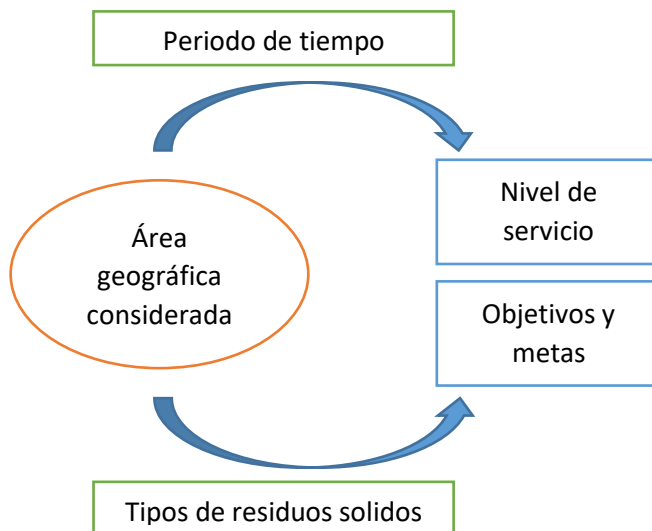 Periodo de tiempo
Nivel de
servicio
Área
geográfica
considerada
Objetivos y
metas
Tipos de residuos solidos